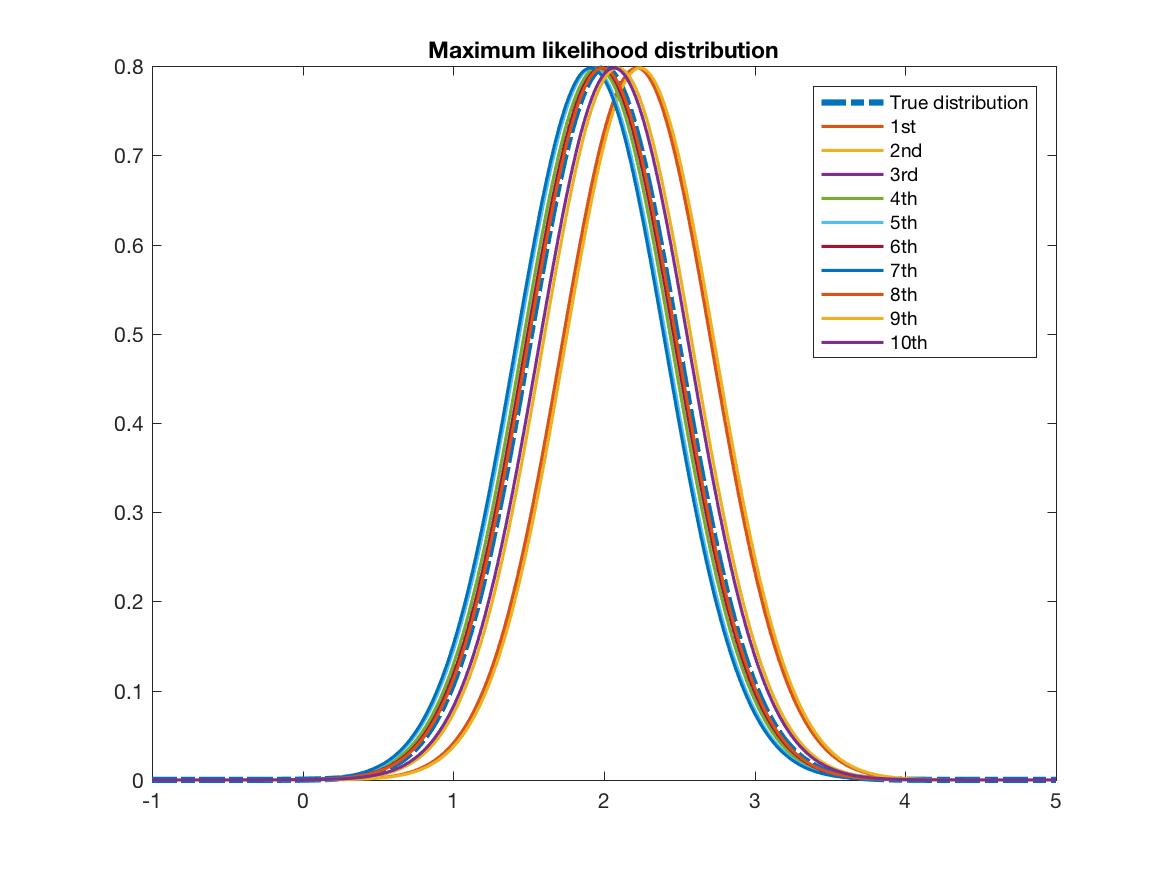 Maximum likelihood distribution
0.8
0.7
0.6
0.5
0.4
0.3
0.2
0.1
0
-1 0 1 2 3 4 5
True distribution
1st
2nd
3rd
4th
5th
6th
7th
8th
9th
10th